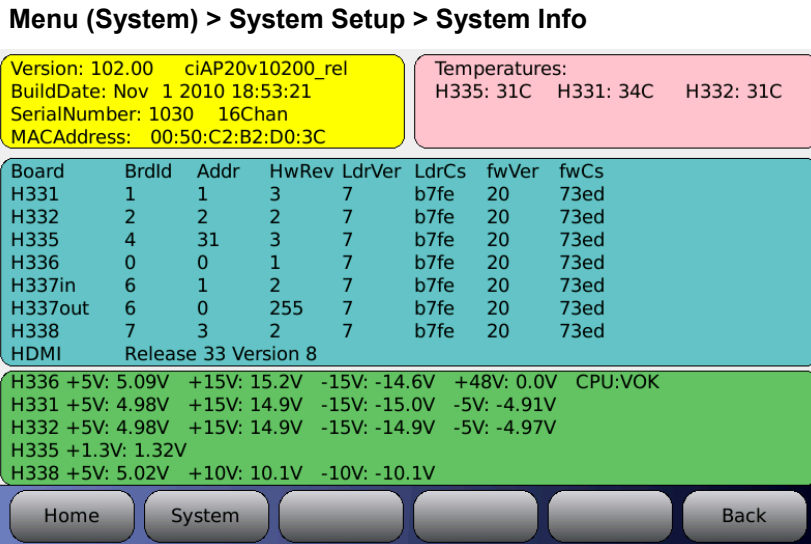 Menu (System) > System Setup > System Info
Version: 102.00 ciAP20v10200_rel
BuildDate: Nov 1 2010 18:53:21
SerialNumber: 1030 16Chan
MACAddress: 00:50:C2:B2:D0:3C
Temperatures:
H335: 31C H331: 34C H332: 31C
Board BrdId Addr HwRev LdrVer LdrCs fwVer fwCs
H331 1 1 3 7 b7fe 20 73ed
H332 2 2 2 7 b7fe 20 73ed
H335 4 31 3 7 b7fe 20 73ed
H336 0 0 1 7 b7fe 20 73ed
H337in 6 1 2 7 b7fe 20 73ed
H337out 6 0 255 7 b7fe 20 73ed
H338 7 3 2 7 b7fe 20 73ed
HDMI Release 33 Version 8
H336 +5V: 5.09V +15V: 15.2V -15V: -14.6V +48V: 0.0V CPU:VOK
H331 +5V: 4.98V +15V: 14.9V -15V: -15.0V -5V: -4.91V
H332 +5V: 4.98V +15V: 14.9V -15V: -14.9V -5V: -4.97V
H335 +1.3V: 1.32V
H338 +5V: 5.02V +10V: 10.1V -10V: -10.1V
Home System Back